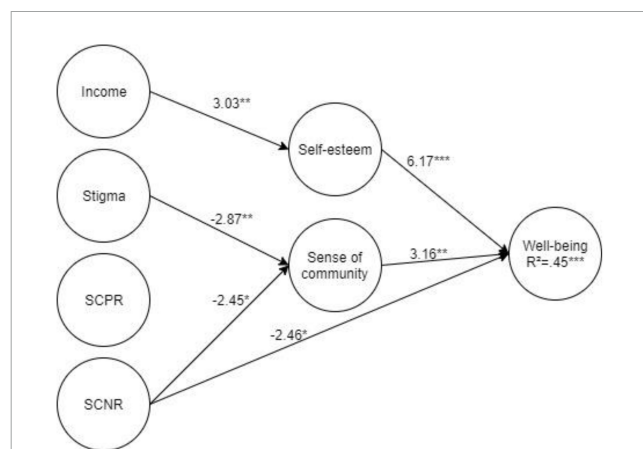 Income
3.03**
Self-esteem
6.17***
Stigma
-2.87**
Sense of
community
3.16**
Well-being
R²=.45***
SCPR
-2.45*
-2.46*
SCNR